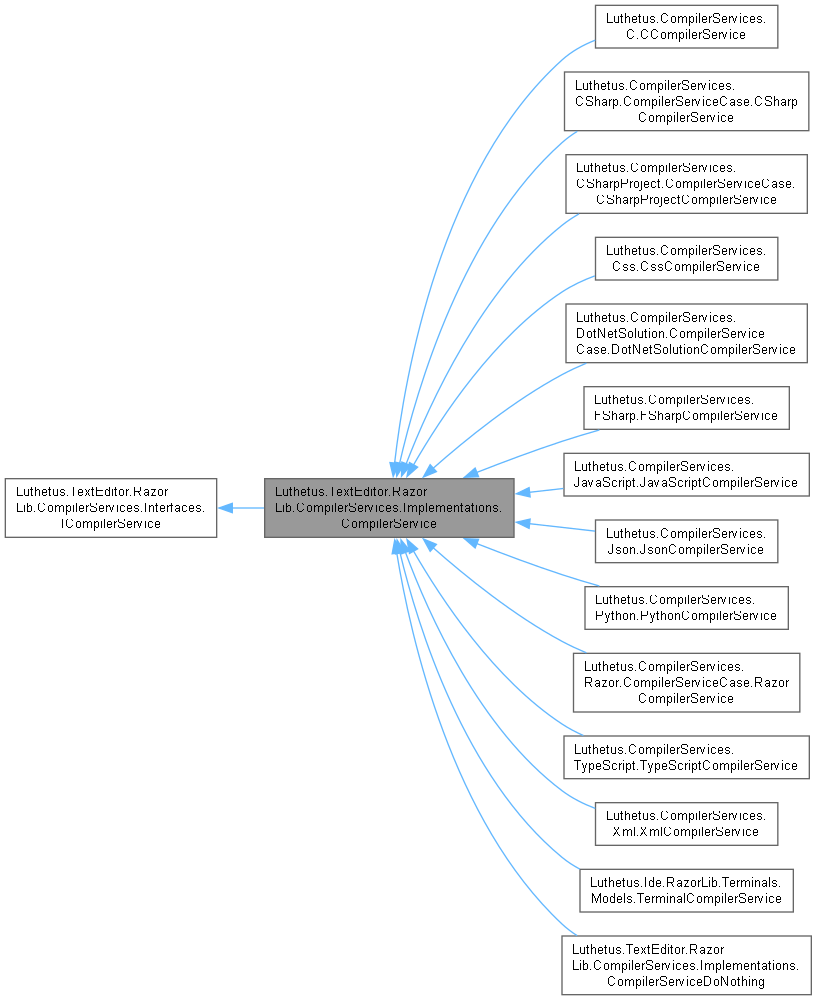 Luthetus.CompilerServices.
C.CCompilerService
Luthetus.CompilerServices.
CSharp.CompilerServiceCase.CSharp
CompilerService
Luthetus.CompilerServices.
CSharpProject.CompilerServiceCase.
CSharpProjectCompilerService
Luthetus.CompilerServices.
Css.CssCompilerService
Luthetus.CompilerServices.
DotNetSolution.CompilerService
Case.DotNetSolutionCompilerService
Luthetus.CompilerServices.
FSharp.FSharpCompilerService
Luthetus.TextEditor.Razor
Lib.CompilerServices.Interfaces.
ICompilerService
Luthetus.TextEditor.Razor
Lib.CompilerServices.Implementations.
CompilerService
Luthetus.CompilerServices.
JavaScript.JavaScriptCompilerService
Luthetus.CompilerServices.
Json.JsonCompilerService
Luthetus.CompilerServices.
Python.PythonCompilerService
Luthetus.CompilerServices.
Razor.CompilerServiceCase.Razor
CompilerService
Luthetus.CompilerServices.
TypeScript.TypeScriptCompilerService
Luthetus.CompilerServices.
Xml.XmlCompilerService
Luthetus.Ide.RazorLib.Terminals.
Models.TerminalCompilerService
Luthetus.TextEditor.Razor
Lib.CompilerServices.Implementations.
CompilerServiceDoNothing